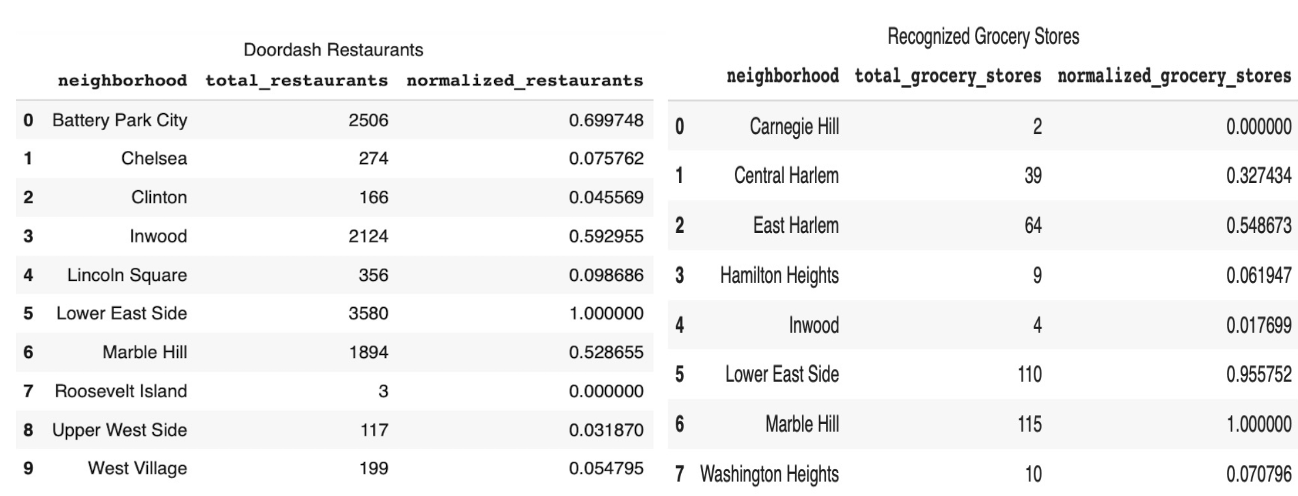 Doordash Restaurants
neighborhood total_restaurants normalized_restaurants
0 Battery Park City 2506 0.699748
1 Chelsea 274 0.075762
2 Clinton 166 0.045569
3 Inwood 2124 0.592955
4 Lincoln Square 356 0.098686
5 Lower East Side 3580 1.000000
6 Marble Hill 1894 0.528655
7 Roosevelt Island 3 0.000000
8 Upper West Side 117 0.031870
9 West Village 199 0.054795
Recognized Grocery Stores
neighborhood total_grocery_stores normalized_grocery_stores
0 Carnegie Hill 2 0.000000
1 Central Harlem 39 0.327434
2 East Harlem 64 0.548673
3 Hamilton Heights 9 0.061947
4 Inwood 4 0.017699
5 Lower East Side 110 0.955752
6 Marble Hill 115 1.000000
7 Washington Heights 10 0.070796